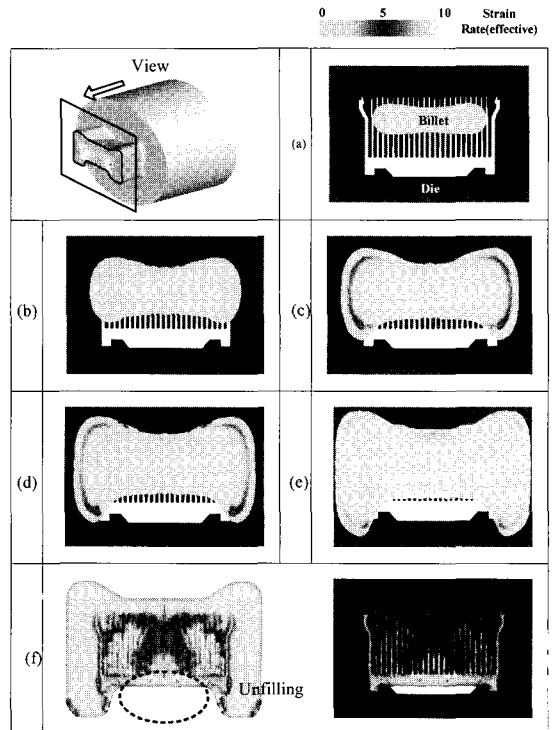 0 5 10 Strain
Rate(effective)
View
(a)
Billet
Die
(b)
(c)
(d)
(e)
(f)
Unfilling